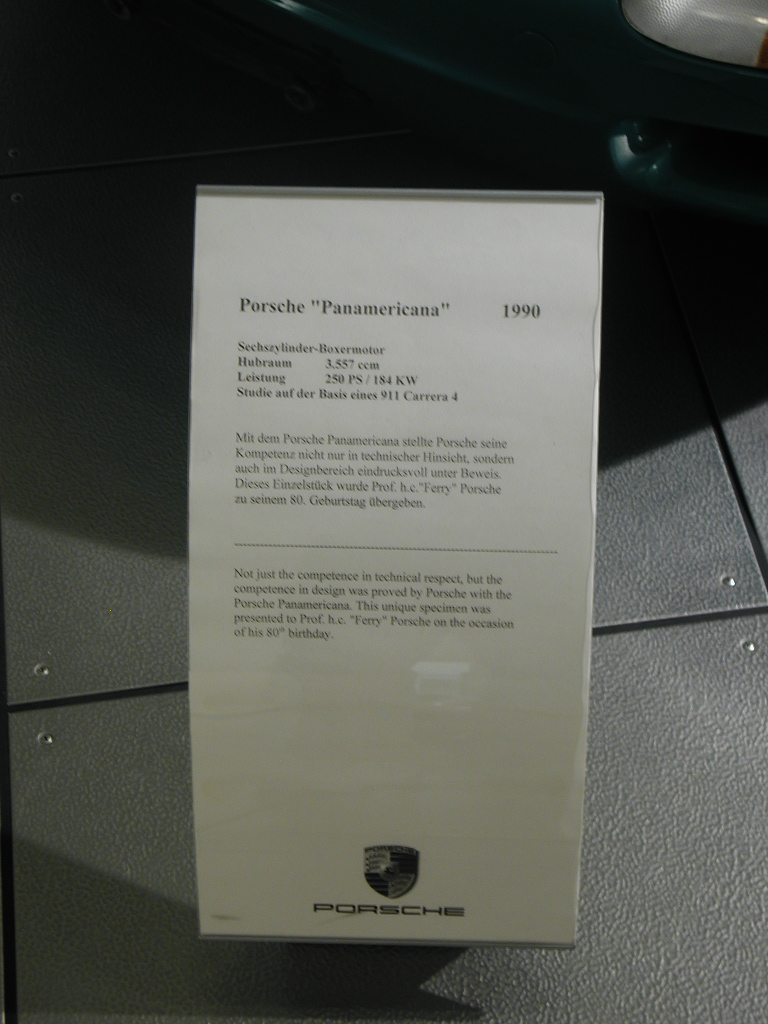 Porsche "Panamericana" 1990
Sechszylinder-Boxermotor
Hubraum 3.557 ccm
Leistung 250 PS / 184 KW
Studie auf der Basis eines 911 Carrera 4
Mit dem Porsche Panamericana stellte Porsche seine
Kompetenz nicht nur in technischer Hinsicht, sondern
auch im Designbereich eindrucksvoll unter Beweis.
Dieses Einzelstück wurde Prof. h.c."Ferry" Porsche
zu seinem 80. Geburtstag übergeben.
Not just the competence in technical respect, but the
competence in design was proved by Porsche with the
Porsche Panamericana. This unique specimen was
presented to Prof. h.c. "Ferry" Porsche on the occasion
of his 80th birthday.
PORSCHE
PORSCHE